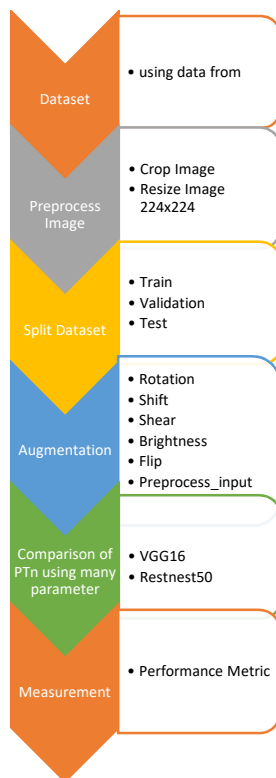 Dataset
• using data from
Preprocess
Image
• Crop Image
• Resize Image
224x224
Split Dataset
• Train
• Validation
• Test
Augmentation
• Rotation
• Shift
• Shear
• Brightness
• Flip
• Preprocess_input
Comparison of
PTn using many
parameter
• VGG16
• Restnest50
Measurement
• Performance Metric